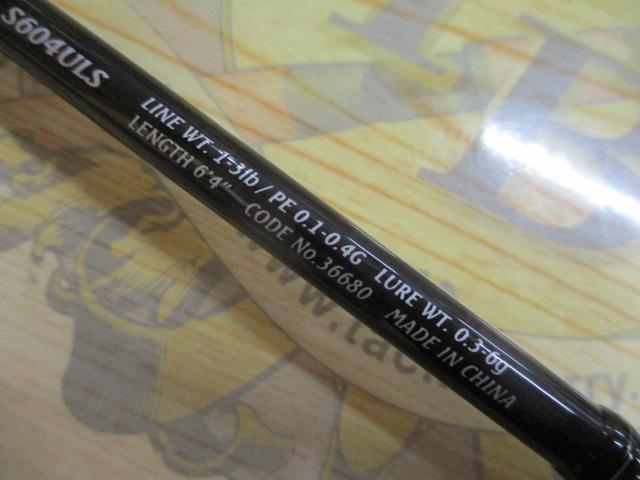 S604ULS
LINE WT. 1-3lb / PE 0.1-0.4G LURE WT. 0.3-6g
LENGTH 6'4" CODE No.36680 MADE IN CHINA